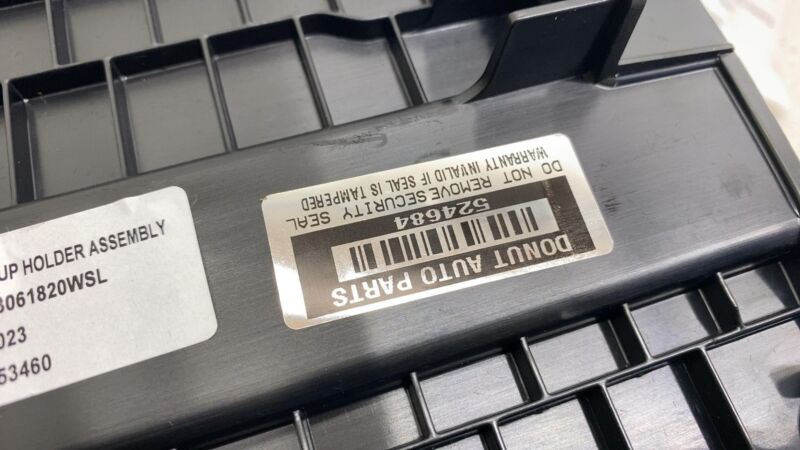 UP HOLDER ASSEMBLY
3061820WSL
023
53460
DONUT AUTO PARTS
524684
DO NOT REMOVE SECURITY SEAL
WARRANTY INVALID IF SEAL IS TAMPERED